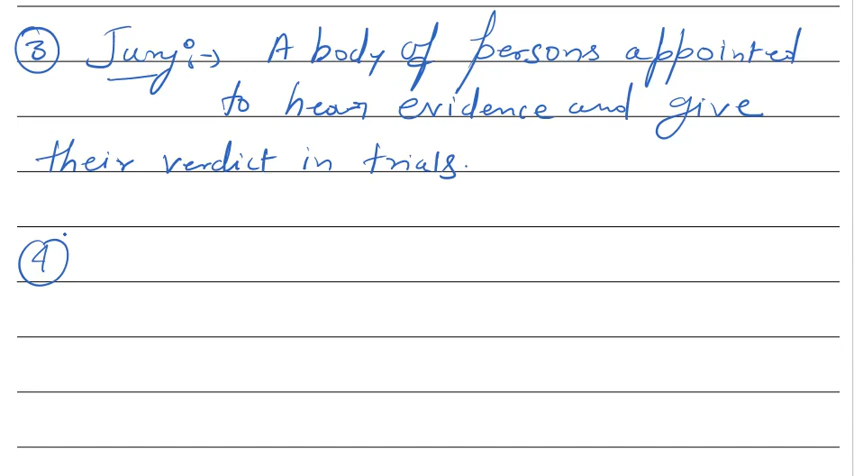 ③ Jury:→ A body of persons appointed
to hear evidence and give
their verdict in trials.
④